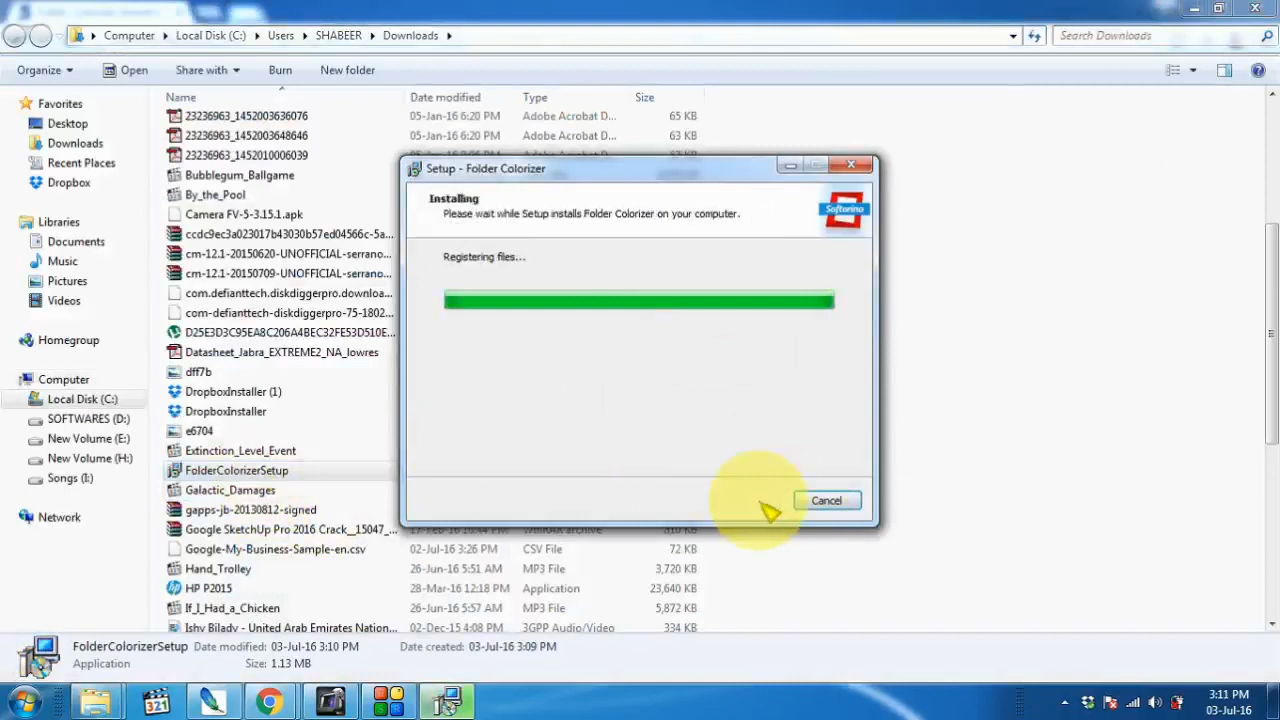 Computer Local Disk (C:) Users SHABEER Downloads
Search Downloads
Organize Open Share with Burn New folder
Name Date modified Type Size
Favorites
Desktop
Downloads
Recent Places
Dropbox
Libraries
Documents
Music
Pictures
Videos
Homegroup
Computer
Local Disk (C:)
SOFTWARES (D:)
New Volume (E:)
New Volume (H:)
Songs (I:)
Network
23236963_1452003636076 05-Jan-16 6:20 PM Adobe Acrobat D... 65 KB
23236963_1452003648646 05-Jan-16 6:20 PM Adobe Acrobat D... 63 KB
23236963_1452010006039
Bubblegum_Ballgame
By_the_Pool
Camera FV-5-3.15.1.apk
ccdc9ec3a023017b43030b57ed04566c-5a...
cm-12.1-20150620-UNOFFICIAL-serrano...
cm-12.1-20150709-UNOFFICIAL-serrano...
com.defianttech.diskdiggerpro.downloa...
com-defianttech-diskdiggerpro-75-1802...
D25E3D3C95EA8C206A4BEC32FE53D510E...
Datasheet_Jabra_EXTREME2_NA_lowres
dff7b
DropboxInstaller (1)
DropboxInstaller
e6704
Extinction_Level_Event
FolderColorizerSetup
Galactic_Damages
gapps-jb-20130812-signed
Google SketchUp Pro 2016 Crack__15047_... 17-Feb-16 WinRAR archive 310 KB
Google-My-Business-Sample-en.csv 02-Jul-16 3:26 PM CSV File 72 KB
Hand_Trolley 26-Jun-16 5:51 AM MP3 File 3,720 KB
HP P2015 28-Mar-16 12:18 PM Application 23,640 KB
If_I_Had_a_Chicken 26-Jun-16 5:57 AM MP3 File 5,872 KB
Ishy Bilady - United Arab Emirates Nation... 02-Dec-15 4:08 PM 3GPP Audio/Video 334 KB
Setup - Folder Colorizer
Installing
Please wait while Setup installs Folder Colorizer on your computer.
Softorino
Registering files...
Cancel
FolderColorizerSetup Date modified: 03-Jul-16 3:10 PM Date created: 03-Jul-16 3:09 PM
Application Size: 1.13 MB
321
3:11 PM
03-Jul-16